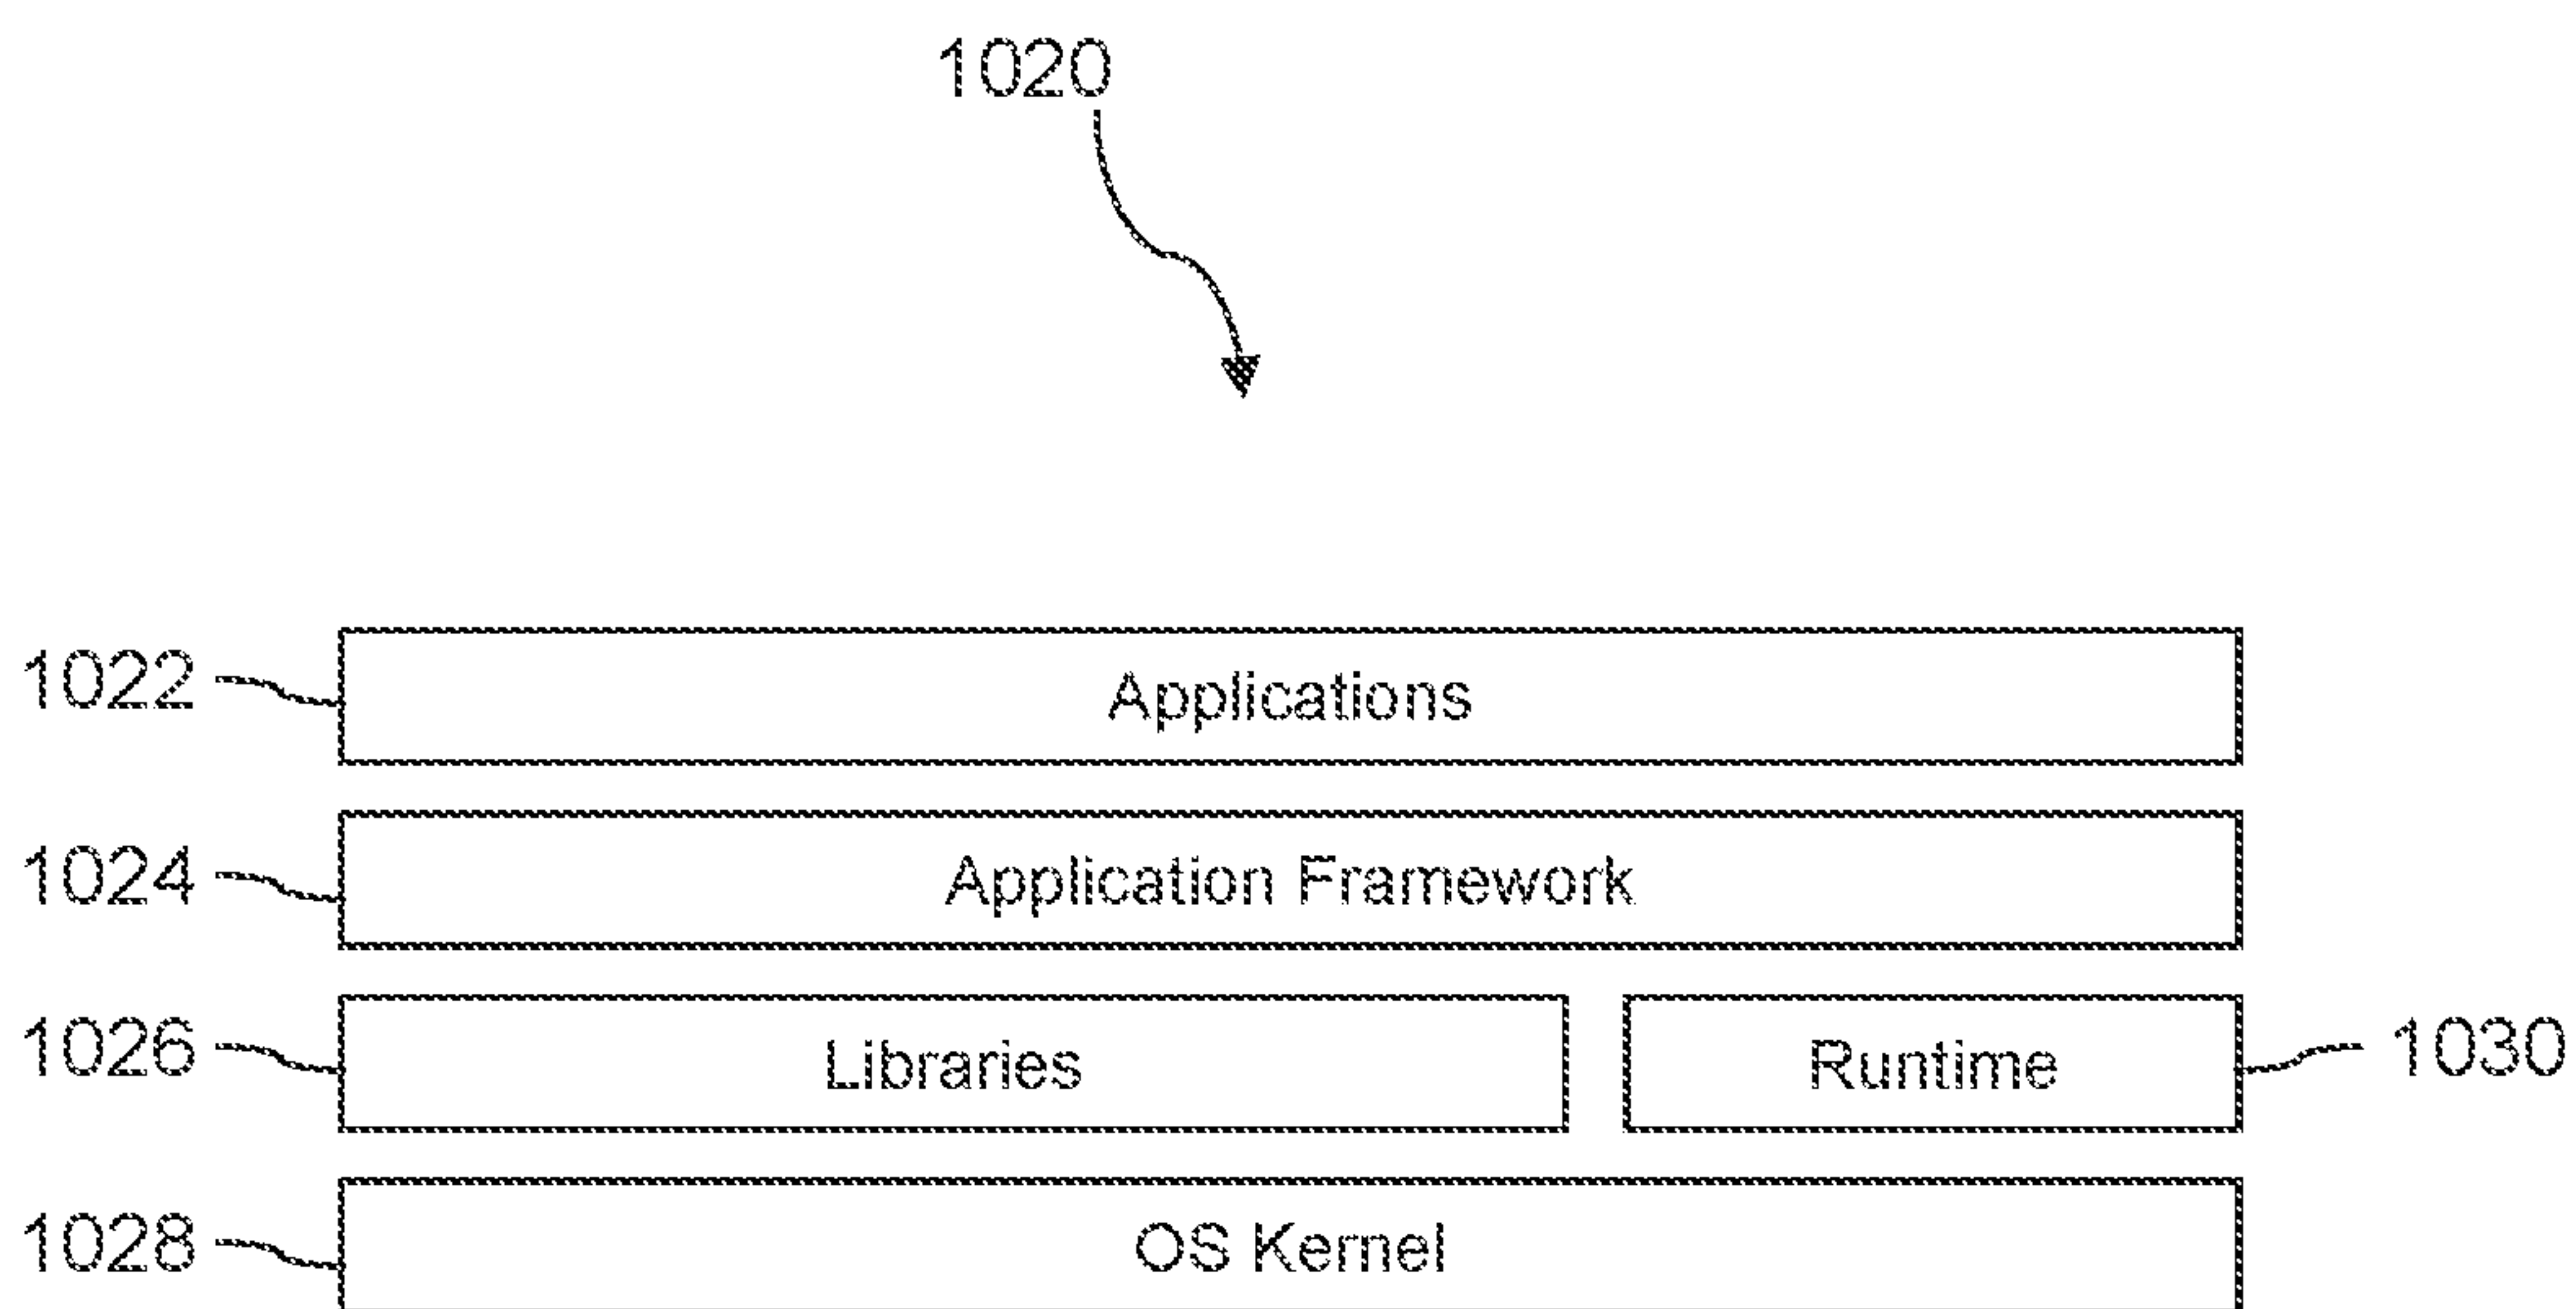 1020
1022 Applications
1024 Application Framework
1026 Libraries Runtime 1030
1028 OS Kernel